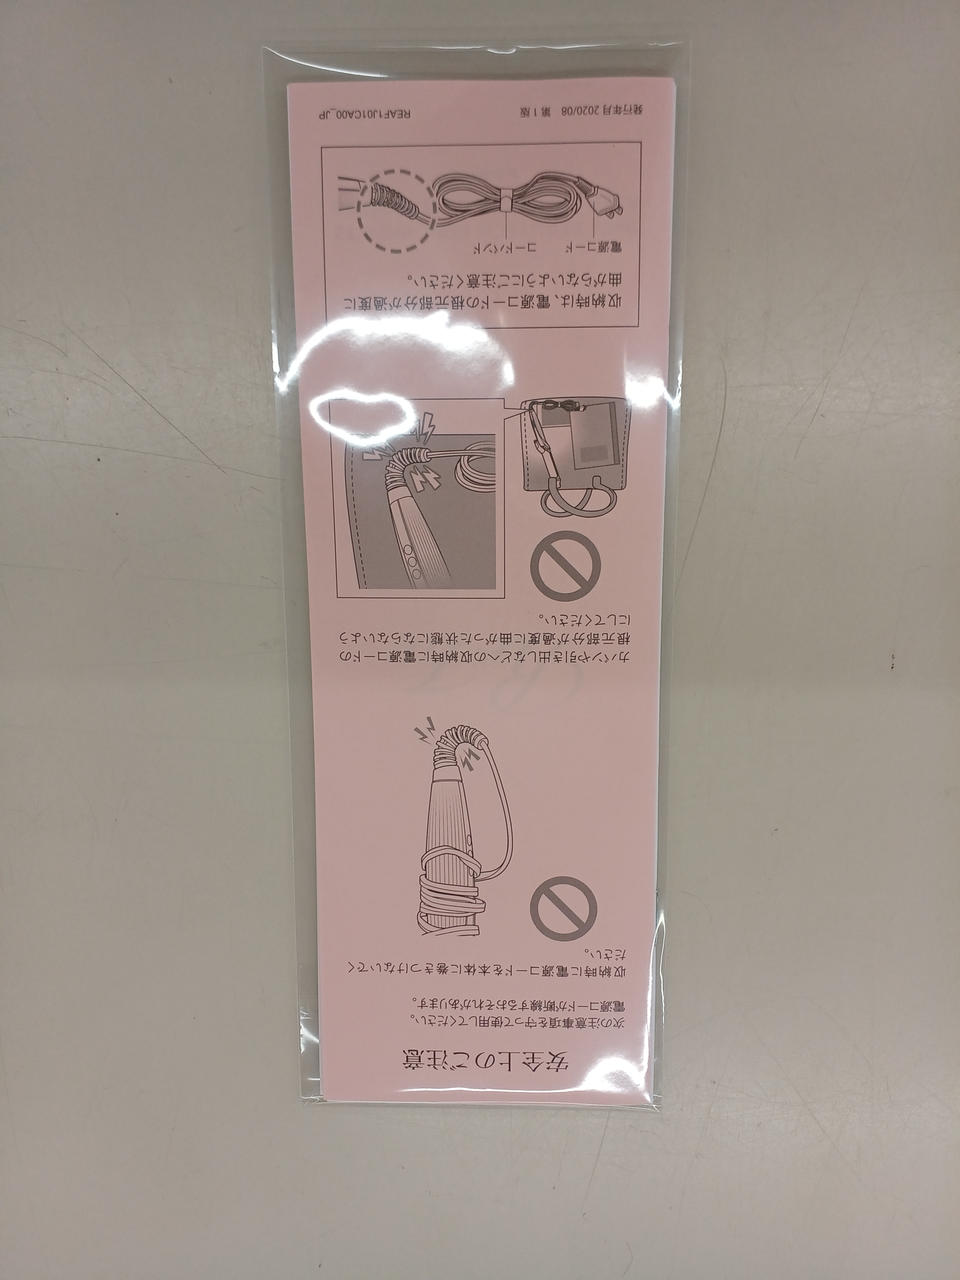 安全上のご注意
次の注意事項を守って使用してください。
電源コードが断線するおそれがあります。
収納時に電源コードを本体に巻きつけないでく
ださい。
カバンや引き出しなどへの収納時に電源コードの
根元部分が過度に曲がった状態にならないよう
にしてください。
収納時は、電源コードの根元部分が過度に
曲がらないようにご注意ください。
電源コード コードバンド
発行年月 2020/08 第1版 REAF1J01CA00_JP